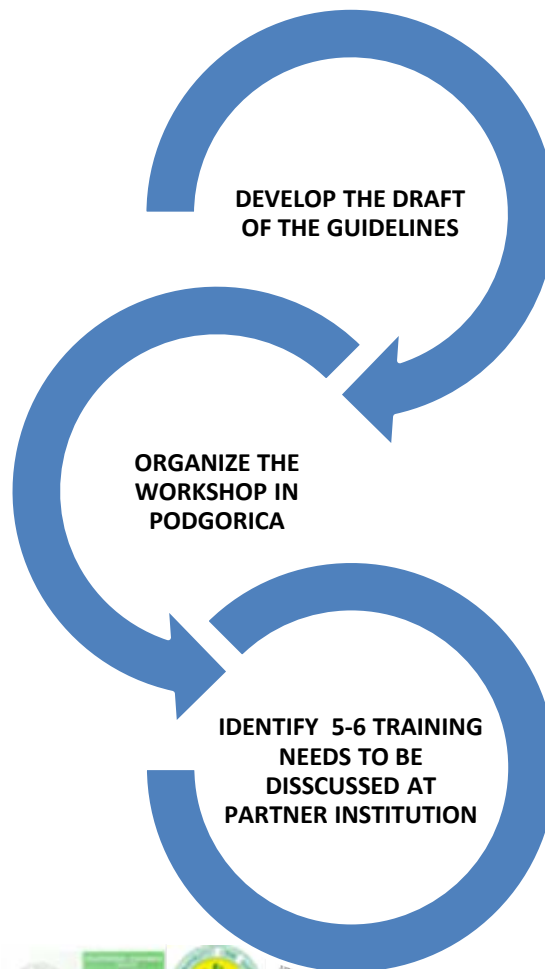 DEVELOP THE DRAFT
OF THE GUIDELINES
ORGANIZE THE
WORKSHOP IN
PODGORICA
IDENTIFY 5-6 TRAINING
NEEDS TO BE
DISSCUSSED AT
PARTNER INSTITUTION